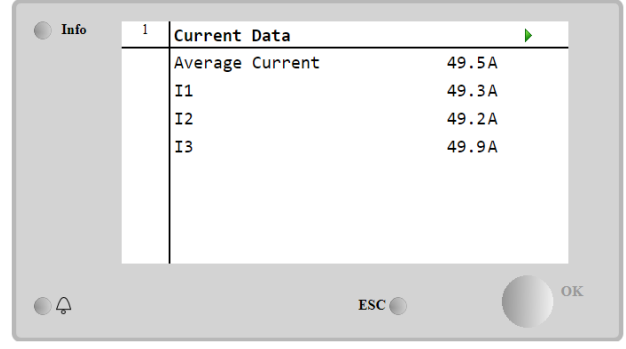 Info
1 Current Data
Average Current 49.5A
I1 49.3A
I2 49.2A
I3 49.9A
ESC
OK